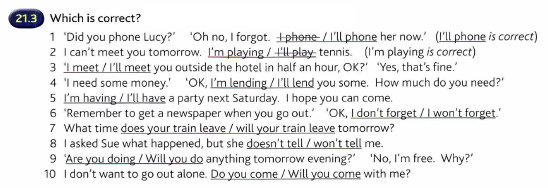 21.3 Which is correct?
1 'Did you phone Lucy?' 'Oh no, I forgot. I phone / I'll phone her now.' (I'll phone is correct)
2 I can't meet you tomorrow. I'm playing / I'll play tennis. (I'm playing is correct)
3 'I meet / I'll meet you outside the hotel in half an hour, OK?' 'Yes, that's fine.'
4 'I need some money.' 'OK, I'm lending / I'll lend you some. How much do you need?'
5 I'm having / I'll have a party next Saturday. I hope you can come.
6 'Remember to get a newspaper when you go out.' 'OK, I don't forget / I won't forget.'
7 What time does your train leave / will your train leave tomorrow?
8 I asked Sue what happened, but she doesn't tell / won't tell me.
9 'Are you doing / Will you do anything tomorrow evening?' 'No, I'm free. Why?'
10 I don't want to go out alone. Do you come / Will you come with me?